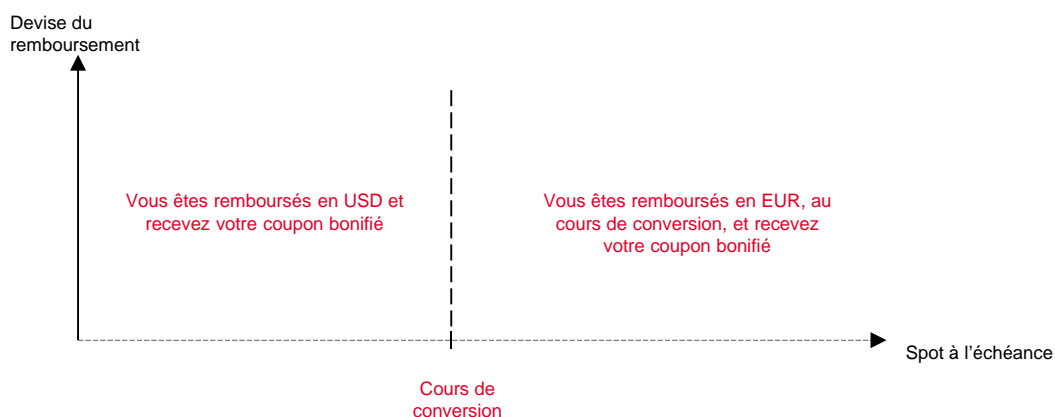 Devise du
remboursement
Vous êtes remboursés en USD et
recevez votre coupon bonifié
Vous êtes remboursés en EUR, au
cours de conversion, et recevez
votre coupon bonifié
Spot à l’échéance
Cours de
conversion